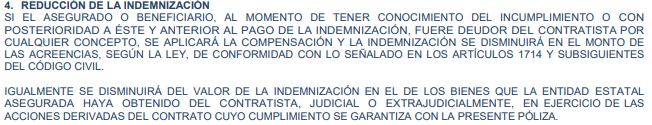 4. REDUCCIÓN DE LA INDEMNIZACIÓN
SI EL ASEGURADO O BENEFICIARIO, AL MOMENTO DE TENER CONOCIMIENTO DEL INCUMPLIMIENTO O CON
POSTERIORIDAD A ÉSTE Y ANTERIOR AL PAGO DE LA INDEMNIZACIÓN, FUERE DEUDOR DEL CONTRATISTA POR
CUALQUIER CONCEPTO, SE APLICARÁ LA COMPENSACIÓN Y LA INDEMNIZACIÓN SE DISMINUIRÁ EN EL MONTO DE
LAS ACREENCIAS, SEGÚN LA LEY, DE CONFORMIDAD CON LO SEÑALADO EN LOS ARTÍCULOS 1714 Y SUBSIGUIENTES
DEL CÓDIGO CIVIL.
IGUALMENTE SE DISMINUIRÁ DEL VALOR DE LA INDEMNIZACIÓN EN EL DE LOS BIENES QUE LA ENTIDAD ESTATAL
ASEGURADA HAYA OBTENIDO DEL CONTRATISTA, JUDICIAL O EXTRAJUDICIALMENTE, EN EJERCICIO DE LAS
ACCIONES DERIVADAS DEL CONTRATO CUYO CUMPLIMIENTO SE GARANTIZA CON LA PRESENTE PÓLIZA.